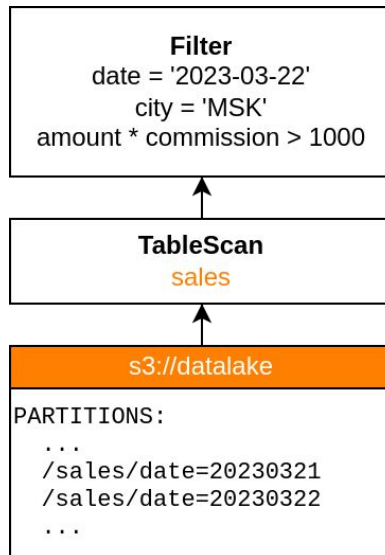 Filter
date = '2023-03-22'
city = 'MSK'
amount * commission > 1000
TableScan
sales
s3://datalake
PARTITIONS:
...
/sales/date=20230321
/sales/date=20230322
...